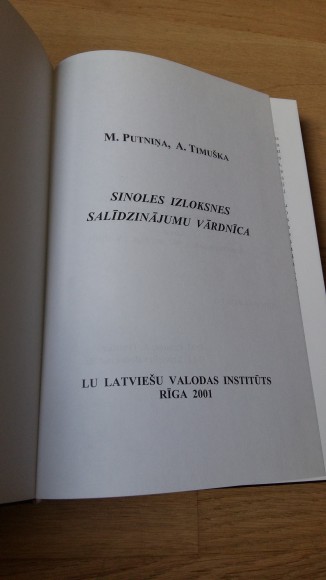 M. PUTNIŅA, A. TIMUŠKA
SINOLES IZLOKSNES
SALĪDZINĀJUMU VĀRDNĪCA
LU LATVIEŠU VALODAS INSTITŪTS
RĪGA 2001